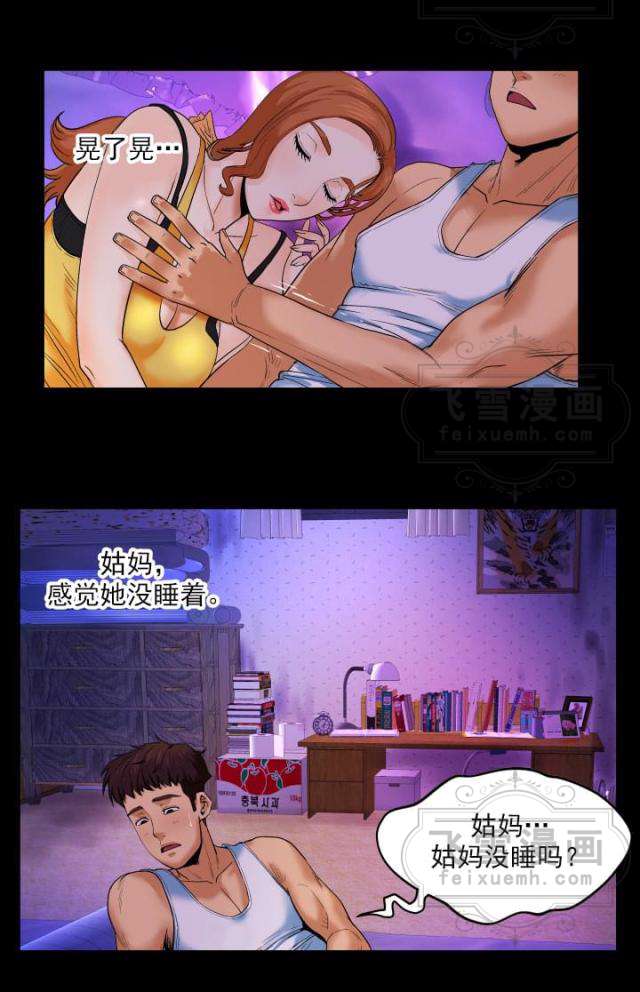 晃了晃…
飞雪漫画
feixuemh.com
姑妈,
感觉她没睡着。
충북사과
15kg
姑妈…
姑妈没睡吗?
飞雪漫画
feixuemh.com